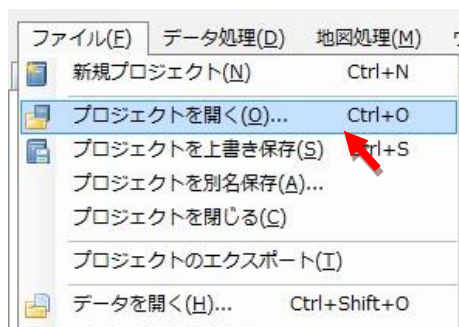 ファイル(F) データ処理(D) 地図処理(M)
新規プロジェクト(N) Ctrl+N
プロジェクトを開く(O)... Ctrl+O
プロジェクトを上書き保存(S) Ctrl+S
プロジェクトを別名保存(A)...
プロジェクトを閉じる(C)
プロジェクトのエクスポート(T)
データを開く(H)... Ctrl+Shift+O